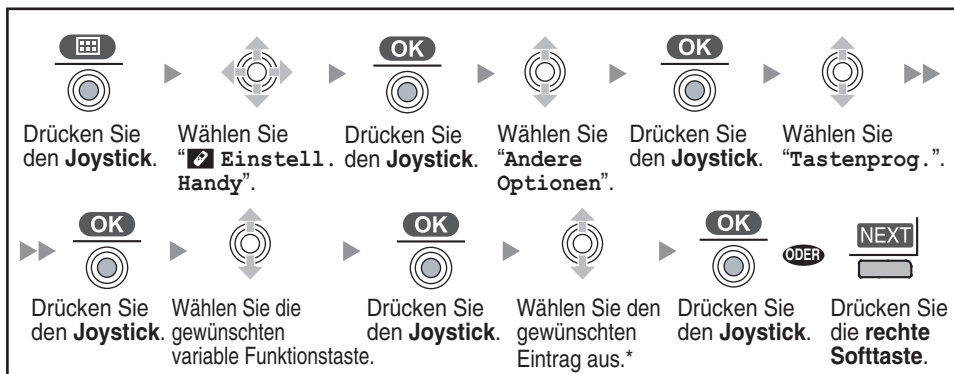 OK OK
Drücken Sie Wählen Sie Drücken Sie Wählen Sie Drücken Sie Wählen Sie
den Joystick. “Einstell. den Joystick. “Andere den Joystick. “Tastenprog.”.
Handy”. Optionen”.
OK OK OK ODER NEXT
Drücken Sie Wählen Sie die Drücken Sie Wählen Sie den Drücken Sie Drücken Sie
den Joystick. gewünschten den Joystick. gewünschten den Joystick. die rechte
variable Funktionstaste. Eintrag aus.* Softtaste.